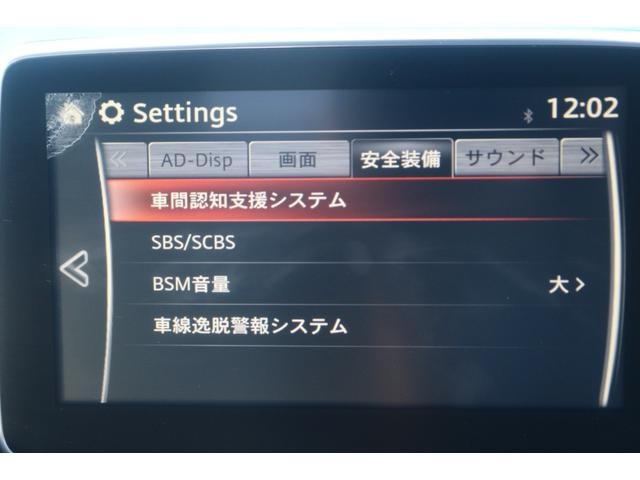 Settings 12:02
AD-Disp 画面 安全装備 サウンド
車間認知支援システム
SBS/SCBS
BSM音量 大
車線逸脱警報システム